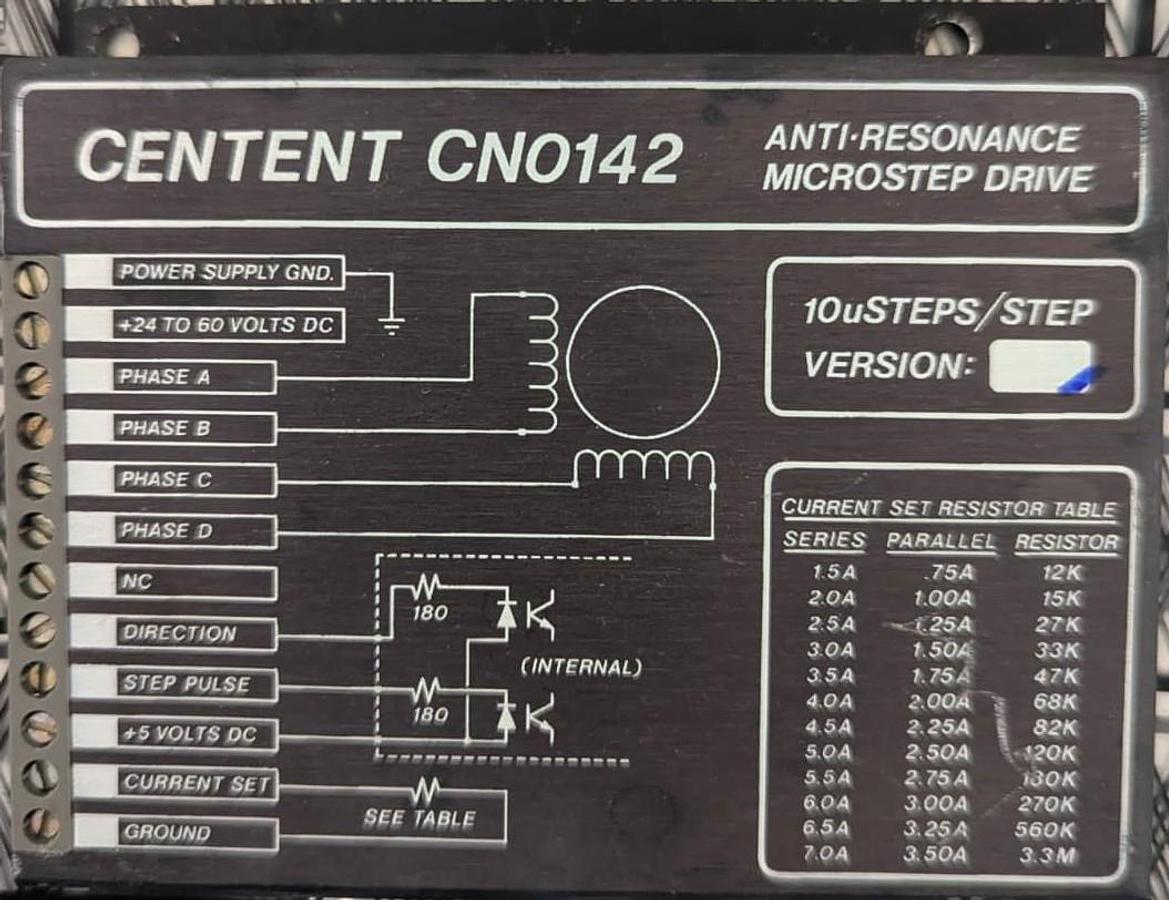 CENTENT CN0142
ANTI·RESONANCE
MICROSTEP DRIVE
POWER SUPPLY GND.
+24 TO 60 VOLTS DC
PHASE A
PHASE B
PHASE C
PHASE D
NC
DIRECTION
STEP PULSE
+5 VOLTS DC
CURRENT SET
GROUND
180
(INTERNAL)
180
SEE TABLE
10uSTEPS/STEP
VERSION:
CURRENT SET RESISTOR TABLE
SERIES PARALLEL RESISTOR
1.5A .75A 12K
2.0A 1.00A 15K
2.5A 1.25A 27K
3.0A 1.50A 33K
3.5A 1.75A 47K
4.0A 2.00A 68K
4.5A 2.25A 82K
5.0A 2.50A 120K
5.5A 2.75A 130K
6.0A 3.00A 270K
6.5A 3.25A 560K
7.0A 3.50A 3.3M